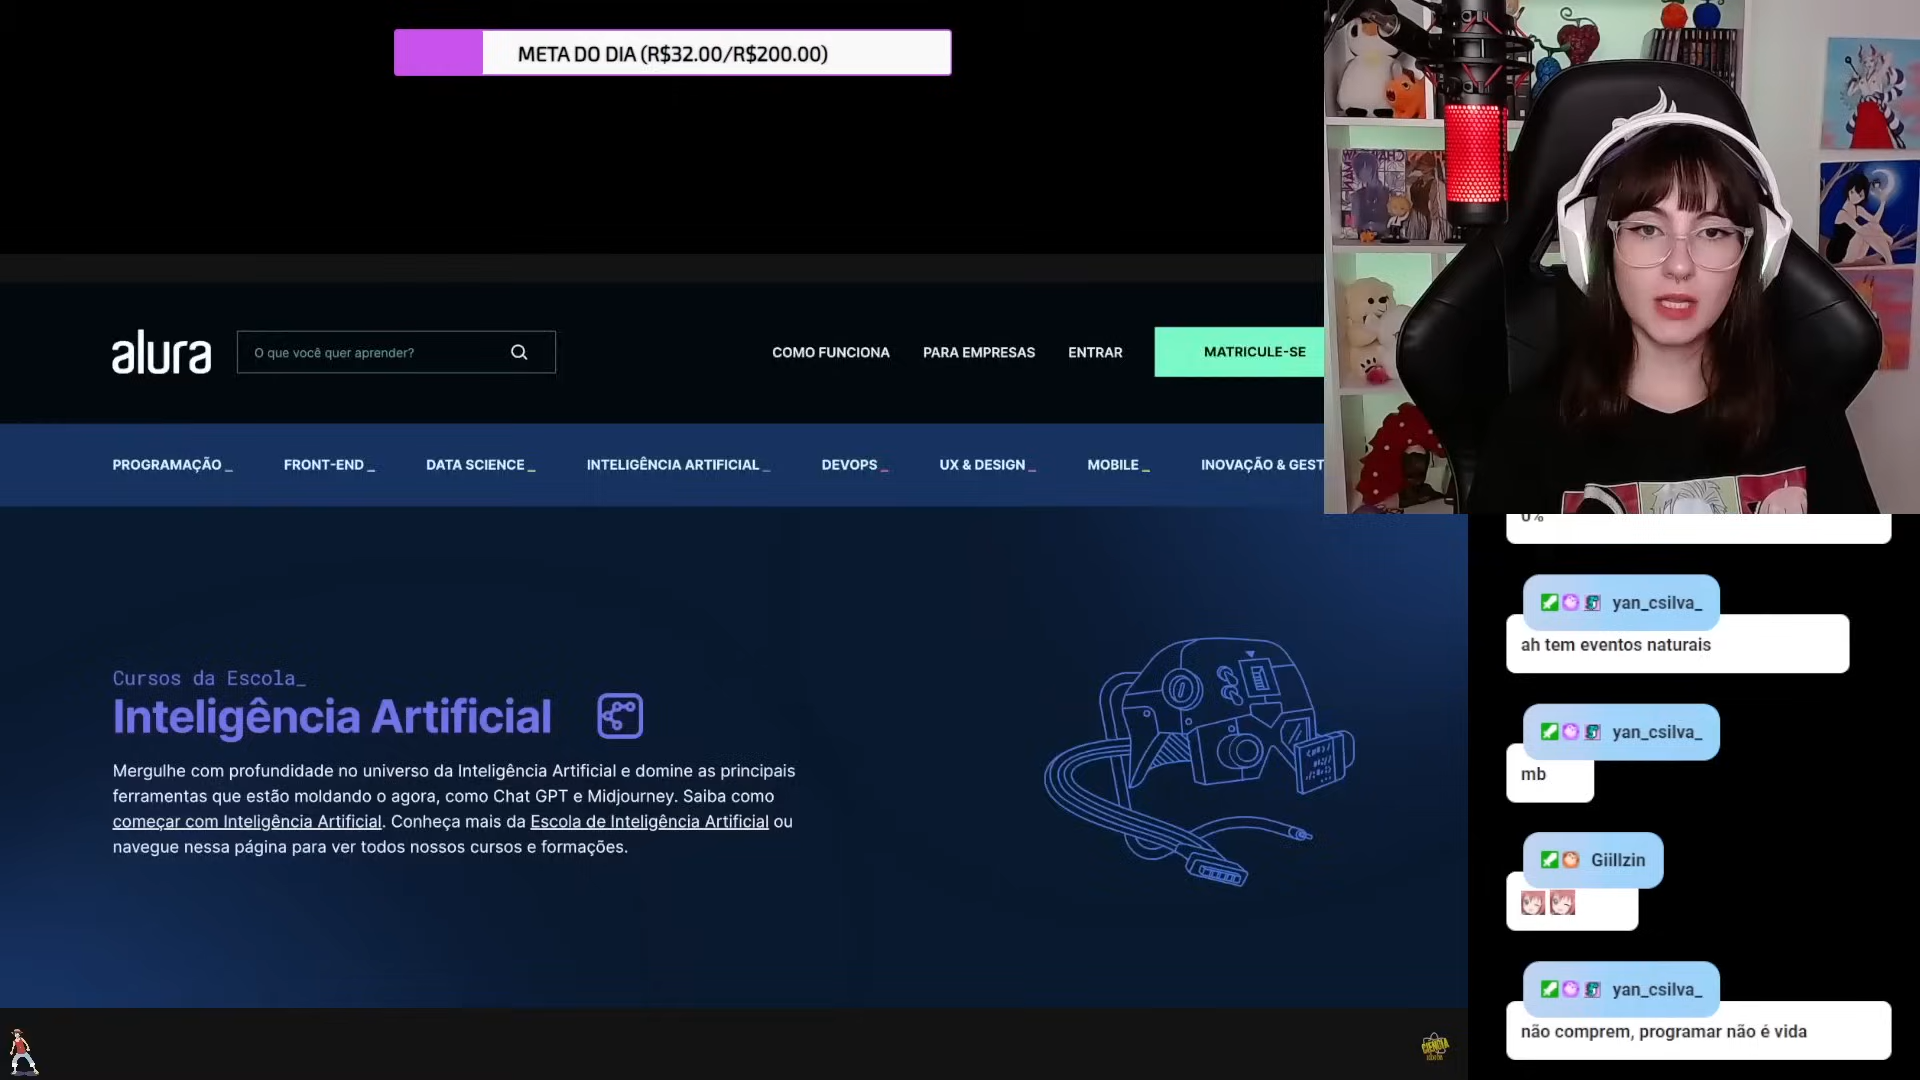 META DO DIA (R$32.00/R$200.00)
alura
O que você quer aprender?
COMO FUNCIONA
PARA EMPRESAS
ENTRAR
MATRICULE-SE
PROGRAMAÇÃO _
FRONT-END _
DATA SCIENCE _
INTELIGÊNCIA ARTIFICIAL _
DEVOPS _
UX & DESIGN _
MOBILE _
INOVAÇÃO & GEST
Cursos da Escola_
Inteligência Artificial
Mergulhe com profundidade no universo da Inteligência Artificial e domine as principais
ferramentas que estão moldando o agora, como Chat GPT e Midjourney. Saiba como
começar com Inteligência Artificial. Conheça mais da Escola de Inteligência Artificial ou
navegue nessa página para ver todos nossos cursos e formações.
0%
yan_csilva_
ah tem eventos naturais
yan_csilva_
mb
Giillzin
yan_csilva_
não comprem, programar não é vida
CIENCIA